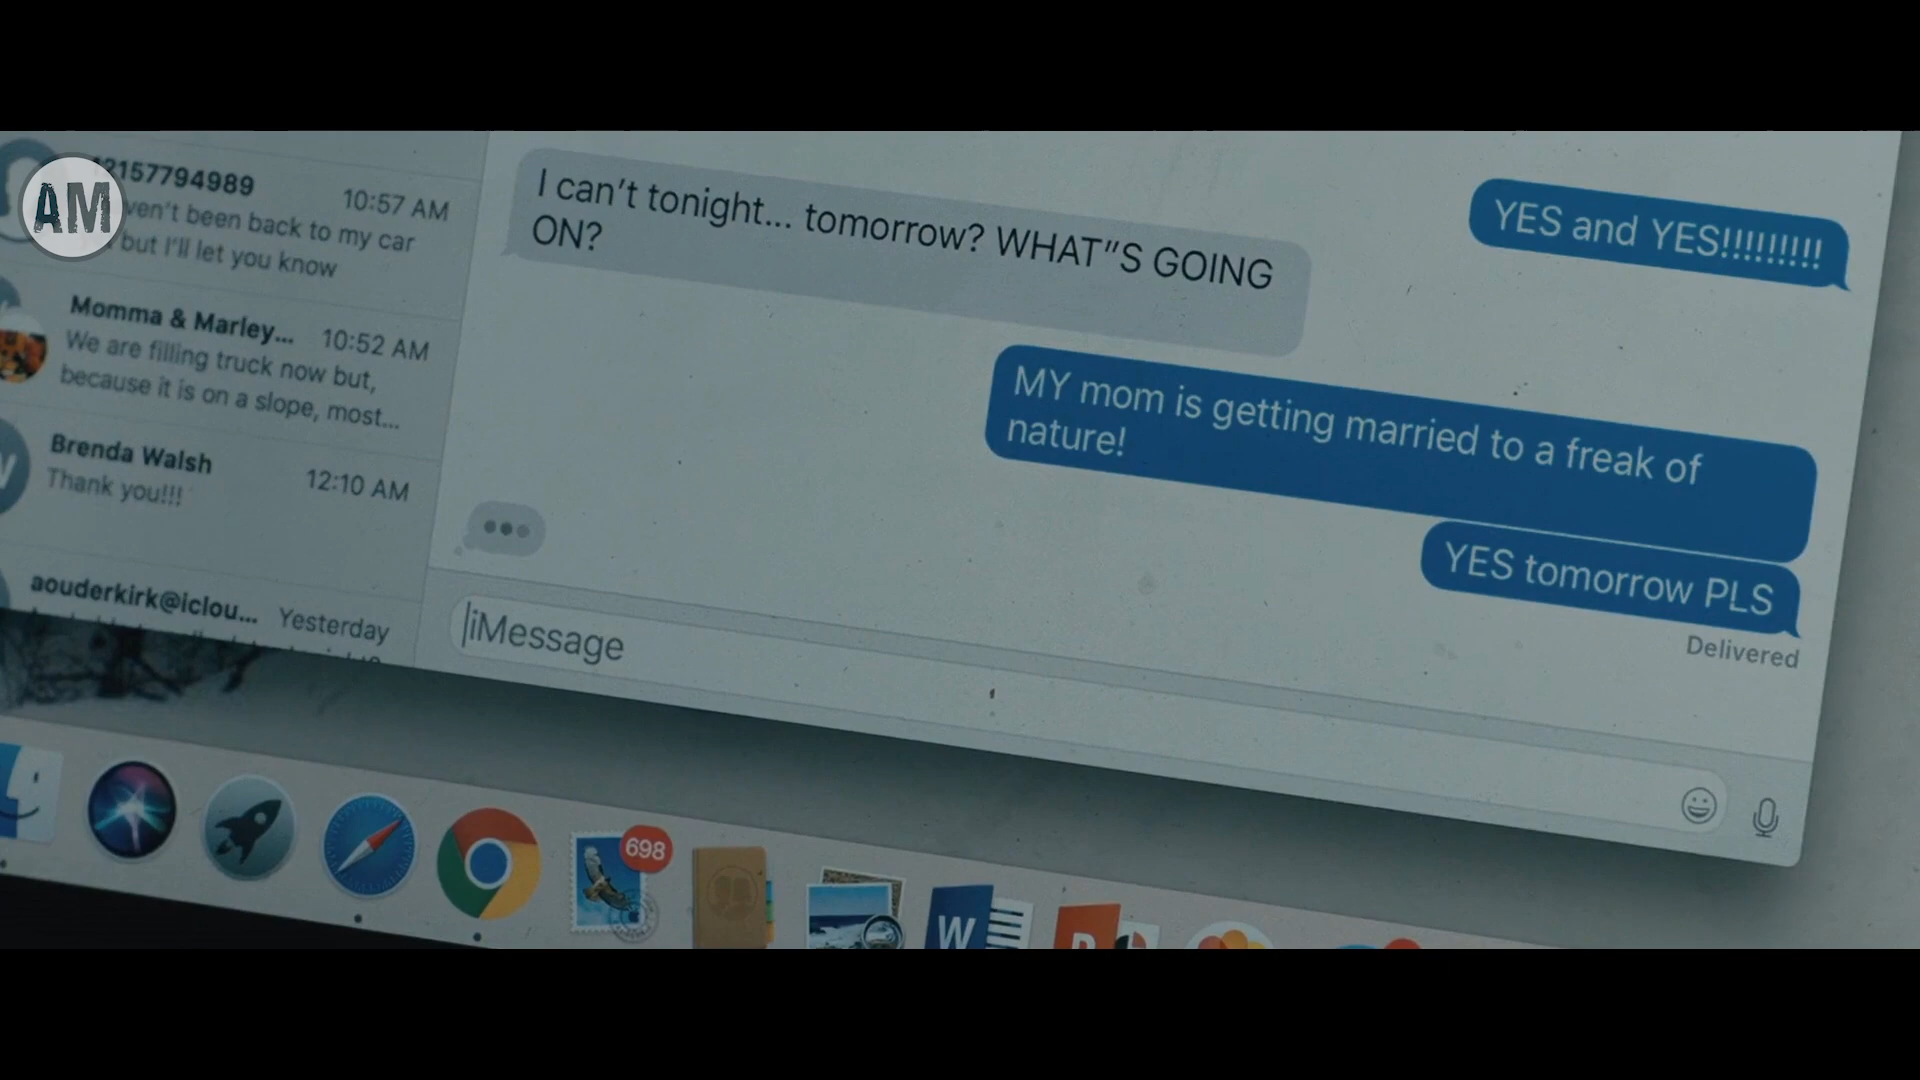 AM
2157794989
10:57 AM
ven't been back to my car
but I'll let you know
Momma & Marley...
10:52 AM
We are filling truck now but,
because it is on a slope, most...
Brenda Walsh
12:10 AM
Thank you!!!
aouderkirk@iclou...
Yesterday
YES and YES!!!!!!!!!
I can't tonight... tomorrow? WHAT"S GOING
ON?
MY mom is getting married to a freak of
nature!
YES tomorrow PLS
Delivered
iMessage
698
W